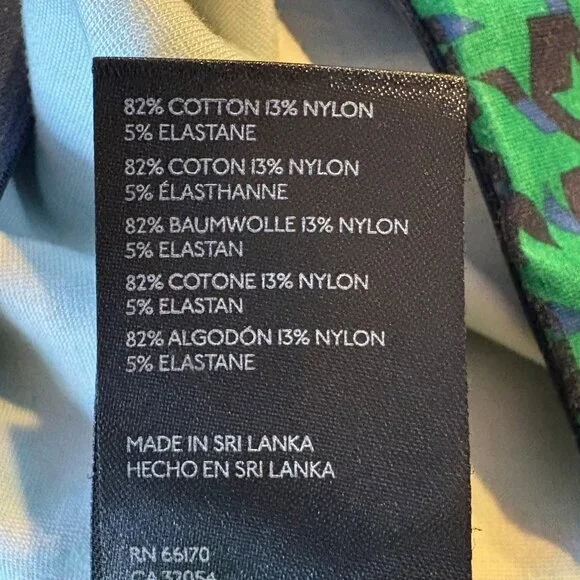 82% COTTON 13% NYLON
5% ELASTANE
82% COTON 13% NYLON
5% ÉLASTHANNE
82% BAUMWOLLE 13% NYLON
5% ELASTAN
82% COTONE 13% NYLON
5% ELASTAN
82% ALGODÓN 13% NYLON
5% ELASTANE
MADE IN SRI LANKA
HECHO EN SRI LANKA
RN 66170
CA 33054